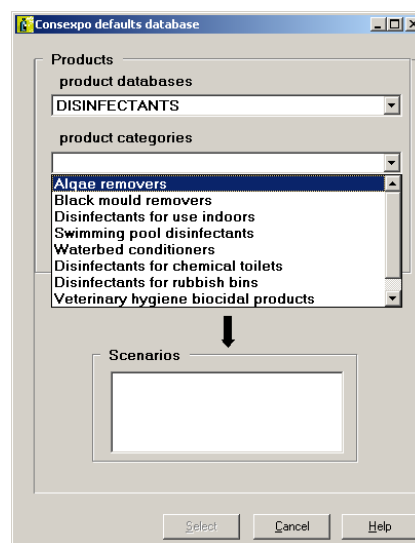 Consexpo defaults database
Products
product databases
DISINFECTANTS
product categories
Algae removers
Black mould removers
Disinfectants for use indoors
Swimming pool disinfectants
Waterbed conditioners
Disinfectants for chemical toilets
Disinfectants for rubbish bins
Veterinary hygiene biocidal products
Scenarios
Select
Cancel
Help